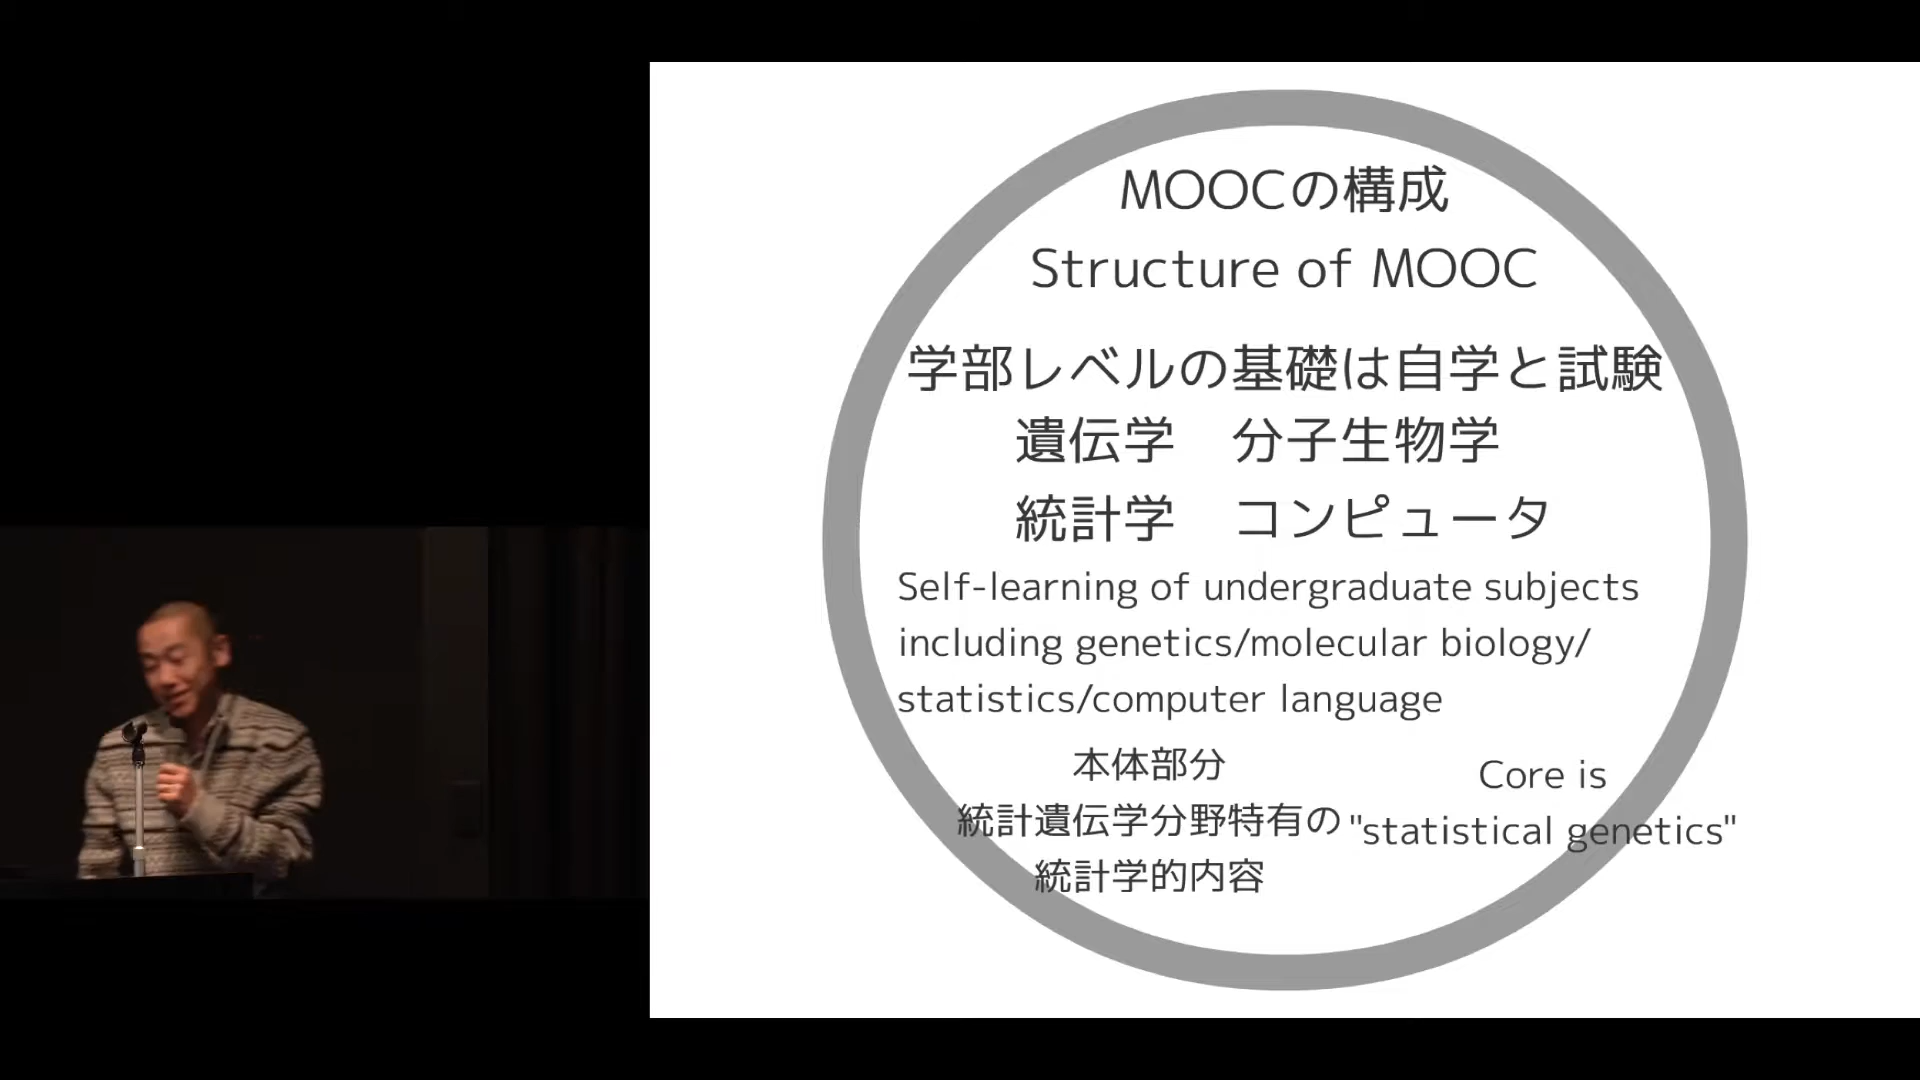 MOOCの構成
Structure of MOOC
学部レベルの基礎は自学と試験
遺伝学　分子生物学
統計学　コンピュータ
Self-learning of undergraduate subjects
including genetics/molecular biology/
statistics/computer language
本体部分
統計遺伝学分野特有の
統計学的内容
Core is
"statistical genetics"